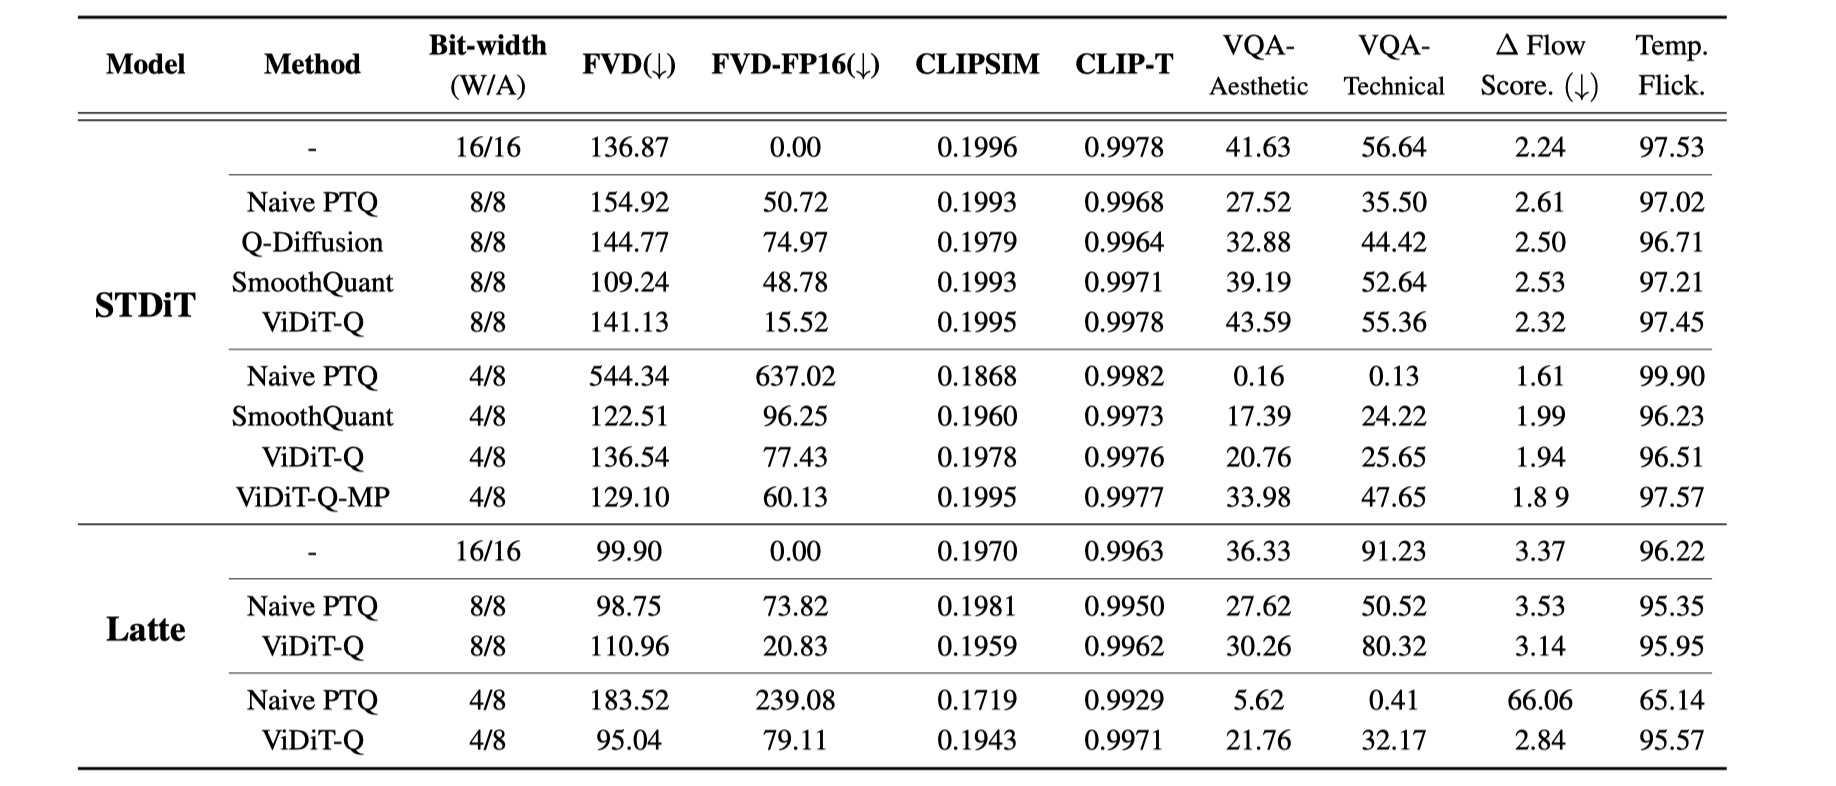 Model Method Bit-width (W/A) FVD(↓) FVD-FP16(↓) CLIPSIM CLIP-T VQA-Aesthetic VQA-Technical Δ Flow Score. (↓) Temp. Flick.
STDiT
- 16/16 136.87 0.00 0.1996 0.9978 41.63 56.64 2.24 97.53
Naive PTQ 8/8 154.92 50.72 0.1993 0.9968 27.52 35.50 2.61 97.02
Q-Diffusion 8/8 144.77 74.97 0.1979 0.9964 32.88 44.42 2.50 96.71
SmoothQuant 8/8 109.24 48.78 0.1993 0.9971 39.19 52.64 2.53 97.21
ViDiT-Q 8/8 141.13 15.52 0.1995 0.9978 43.59 55.36 2.32 97.45
Naive PTQ 4/8 544.34 637.02 0.1868 0.9982 0.16 0.13 1.61 99.90
SmoothQuant 4/8 122.51 96.25 0.1960 0.9973 17.39 24.22 1.99 96.23
ViDiT-Q 4/8 136.54 77.43 0.1978 0.9976 20.76 25.65 1.94 96.51
ViDiT-Q-MP 4/8 129.10 60.13 0.1995 0.9977 33.98 47.65 1.8 9 97.57
Latte
- 16/16 99.90 0.00 0.1970 0.9963 36.33 91.23 3.37 96.22
Naive PTQ 8/8 98.75 73.82 0.1981 0.9950 27.62 50.52 3.53 95.35
ViDiT-Q 8/8 110.96 20.83 0.1959 0.9962 30.26 80.32 3.14 95.95
Naive PTQ 4/8 183.52 239.08 0.1719 0.9929 5.62 0.41 66.06 65.14
ViDiT-Q 4/8 95.04 79.11 0.1943 0.9971 21.76 32.17 2.84 95.57